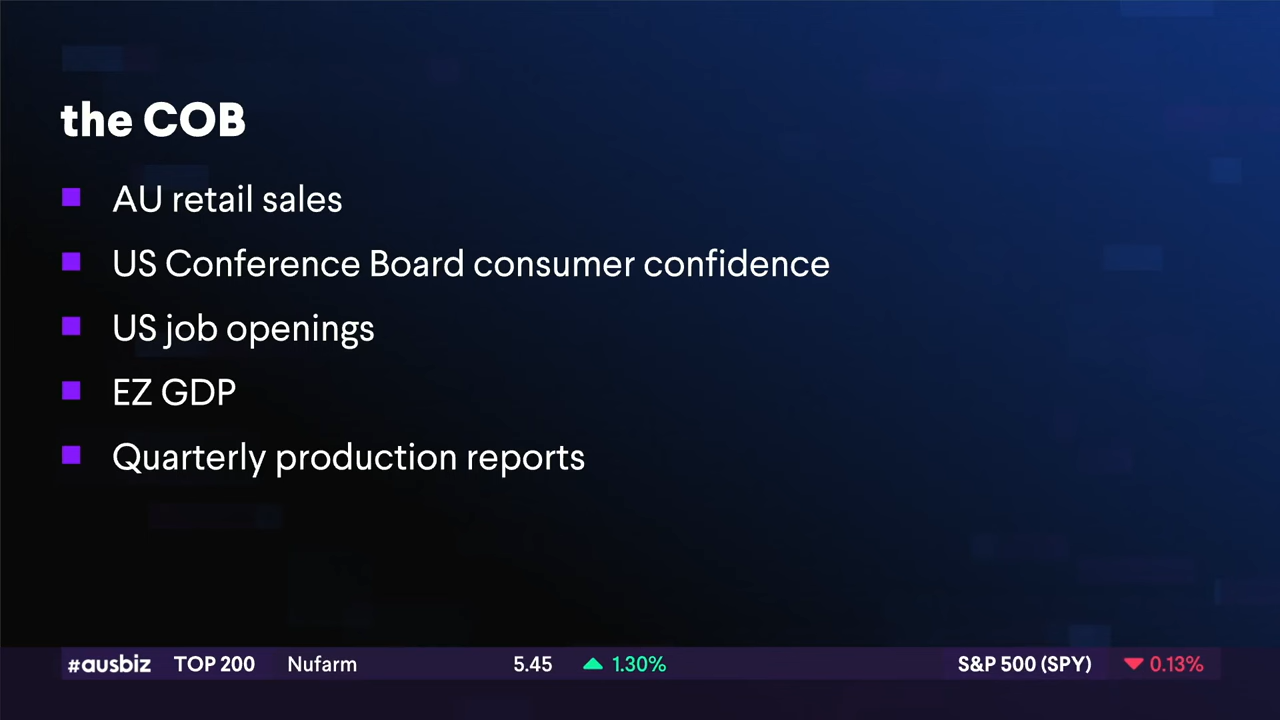 the COB
AU retail sales
US Conference Board consumer confidence
US job openings
EZ GDP
Quarterly production reports
#ausbiz TOP 200 Nufarm 5.45 1.30% S&P 500 (SPY) 0.13%